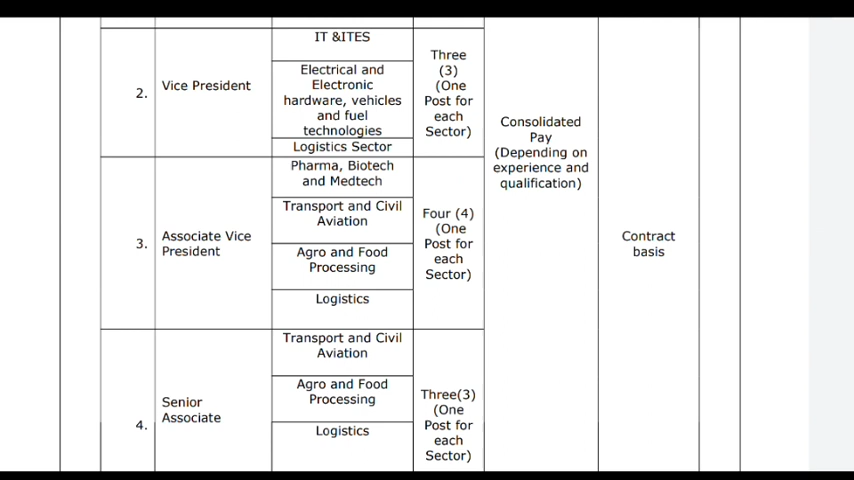 2.
Vice President
IT &ITES
Electrical and
Electronic
hardware, vehicles
and fuel
technologies
Logistics Sector
Three
(3)
(One
Post for
each
Sector)
Consolidated
Pay
(Depending on
experience and
qualification)
Contract
basis
3.
Associate Vice
President
Pharma, Biotech
and Medtech
Transport and Civil
Aviation
Agro and Food
Processing
Logistics
Four (4)
(One
Post for
each
Sector)
4.
Senior
Associate
Transport and Civil
Aviation
Agro and Food
Processing
Logistics
Three(3)
(One
Post for
each
Sector)